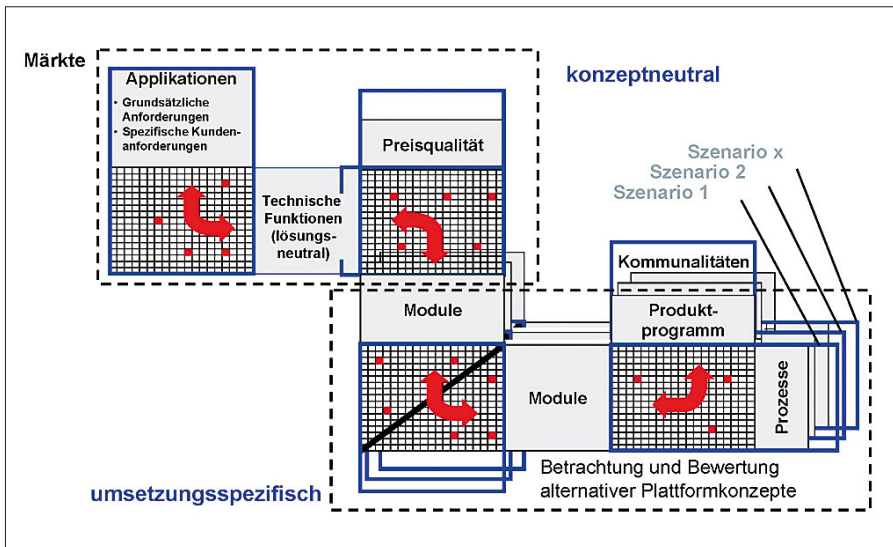 Märkte
Applikationen
• Grundsätzliche
Anforderungen
• Spezifische Kunden-
anforderungen
konzeptneutral
Preisqualität
Technische
Funktionen
(lösungs-
neutral)
Szenario x
Szenario 2
Szenario 1
Kommunalitäten
Module
Produkt-
programm
Module
Prozesse
Betrachtung und Bewertung
alternativer Plattformkonzepte
umsetzungsspezifisch